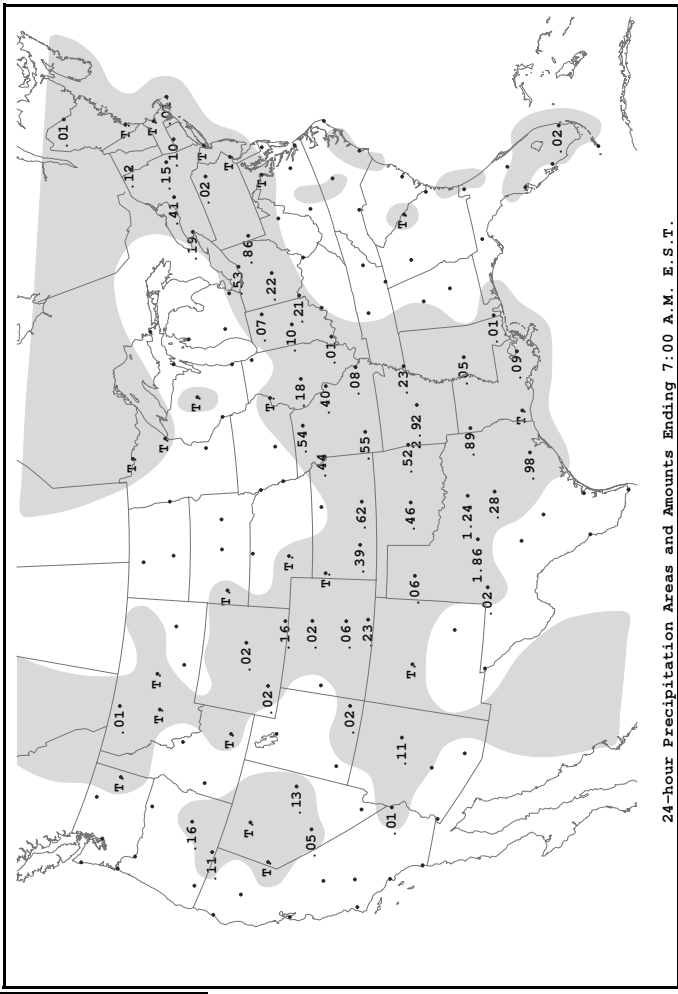 .01
.01
T
T
.12
T
T
T
T
T
.15
.01
.10
.41
.16
.19
T
T
.02
.11
T
T
T
.53
.02
.86
T
T
.07
T
.02
T
.22
.16
T
.10
.13
.21
.18
.54
.05
.02
.44
T
.40
.01
.06
.02
.08
.39
.62
.55
.23
.01
.11
T
.23
.52
.46
T
.06
2.92
.05
1.24
.89
1.86
.02
.01
.28
.09
T
.98
.02
24-hour Precipitation Areas and Amounts Ending 7:00 A.M. E.S.T.